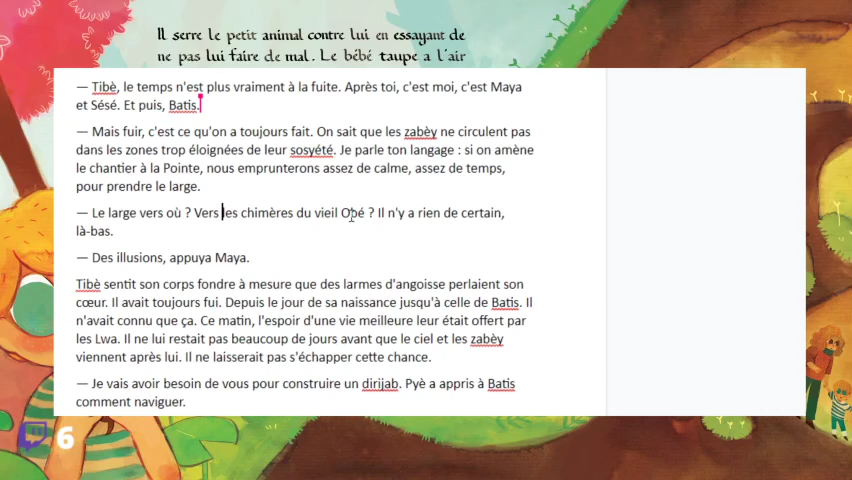 Il serre le petit animal contre lui en essayant de
ne pas lui faire de mal. Le bébé taupe a l'air
— Tibè, le temps n'est plus vraiment à la fuite. Après toi, c'est moi, c'est Maya
et Sésé. Et puis, Batis.
— Mais fuir, c'est ce qu'on a toujours fait. On sait que les zabèy ne circulent pas
dans les zones trop éloignées de leur sosyété. Je parle ton langage : si on amène
le chantier à la Pointe, nous emprunterons assez de calme, assez de temps,
pour prendre le large.
— Le large vers où ? Vers les chimères du vieil Obé ? Il n'y a rien de certain,
là-bas.
— Des illusions, appuya Maya.
Tibè sentit son corps fondre à mesure que des larmes d'angoisse perlaient son
cœur. Il avait toujours fui. Depuis le jour de sa naissance jusqu'à celle de Batis. Il
n'avait connu que ça. Ce matin, l'espoir d'une vie meilleure leur était offert par
les Lwa. Il ne lui restait pas beaucoup de jours avant que le ciel et les zabèy
viennent après lui. Il ne laisserait pas s'échapper cette chance.
— Je vais avoir besoin de vous pour construire un dirijab. Pyè a appris à Batis
comment naviguer.
6